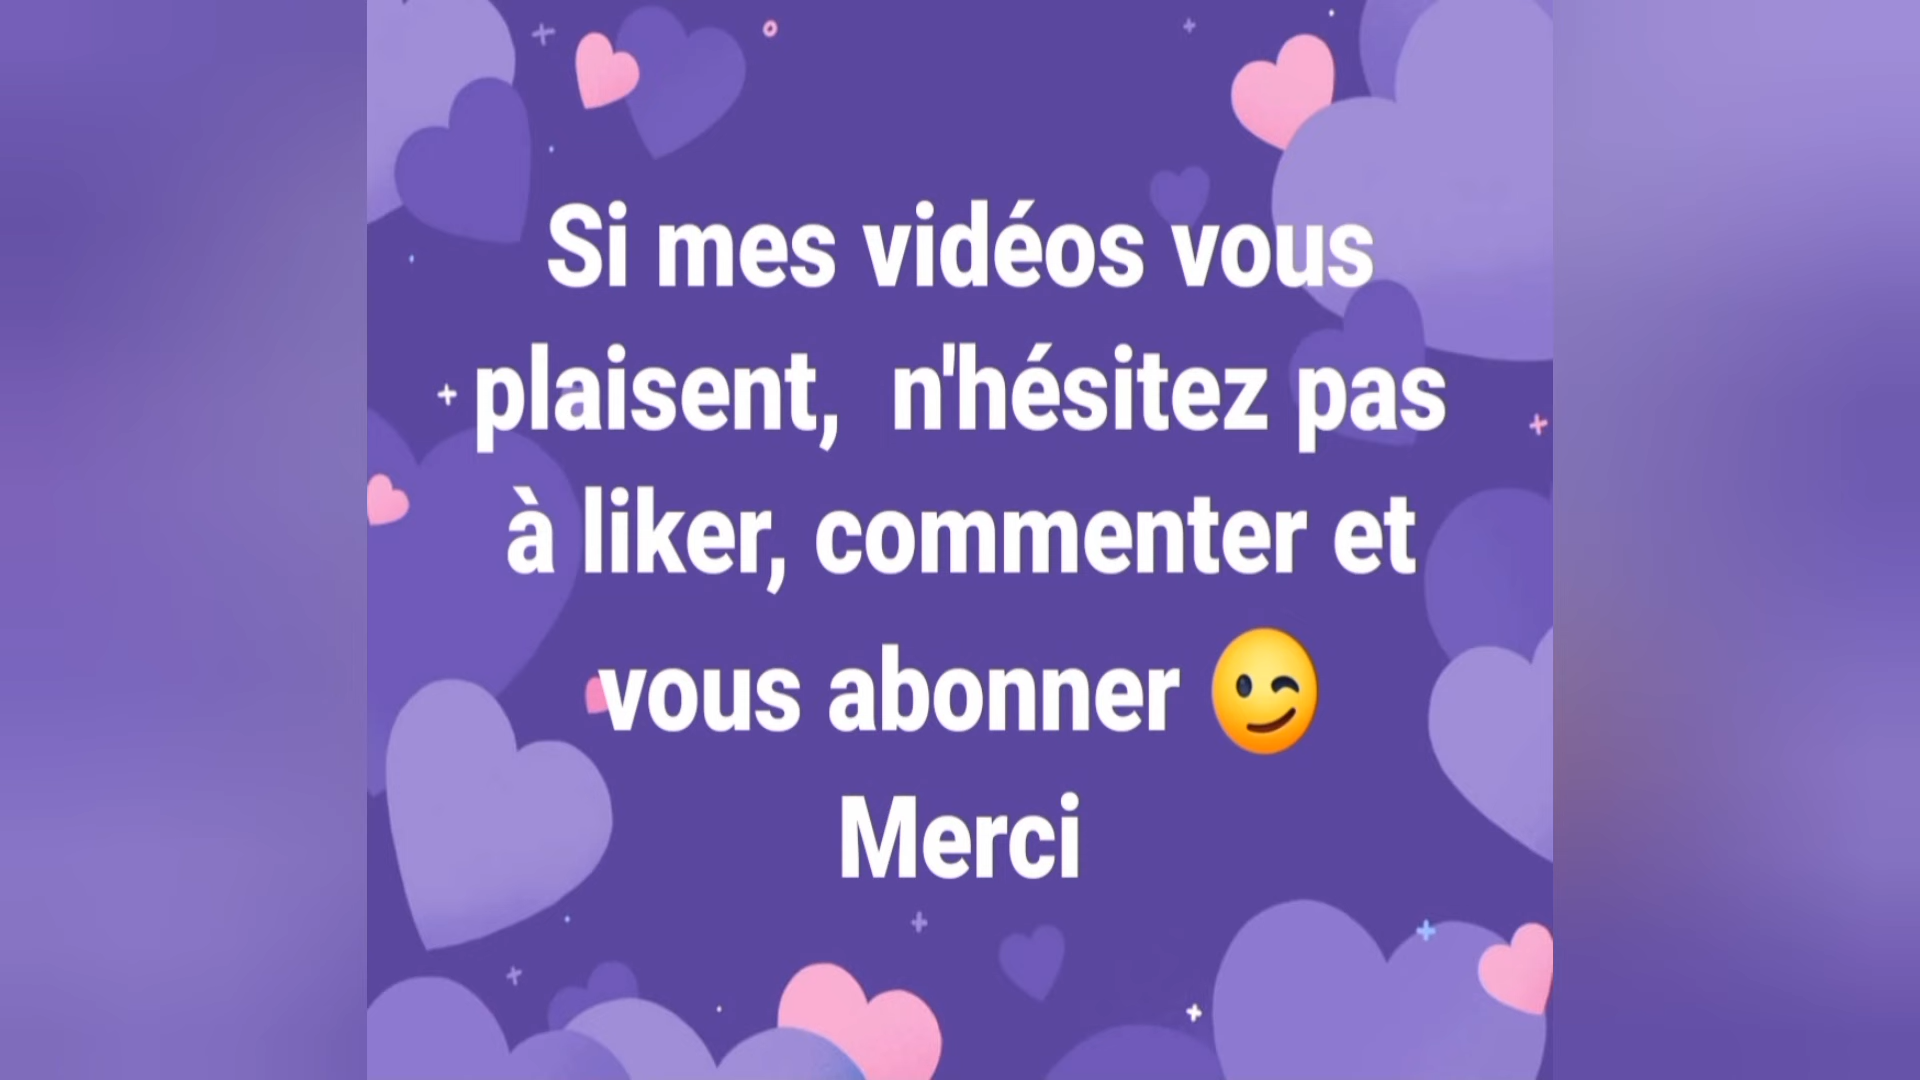 Si mes vidéos vous
plaisent,  n'hésitez pas
à liker, commenter et
vous abonner 😉
Merci